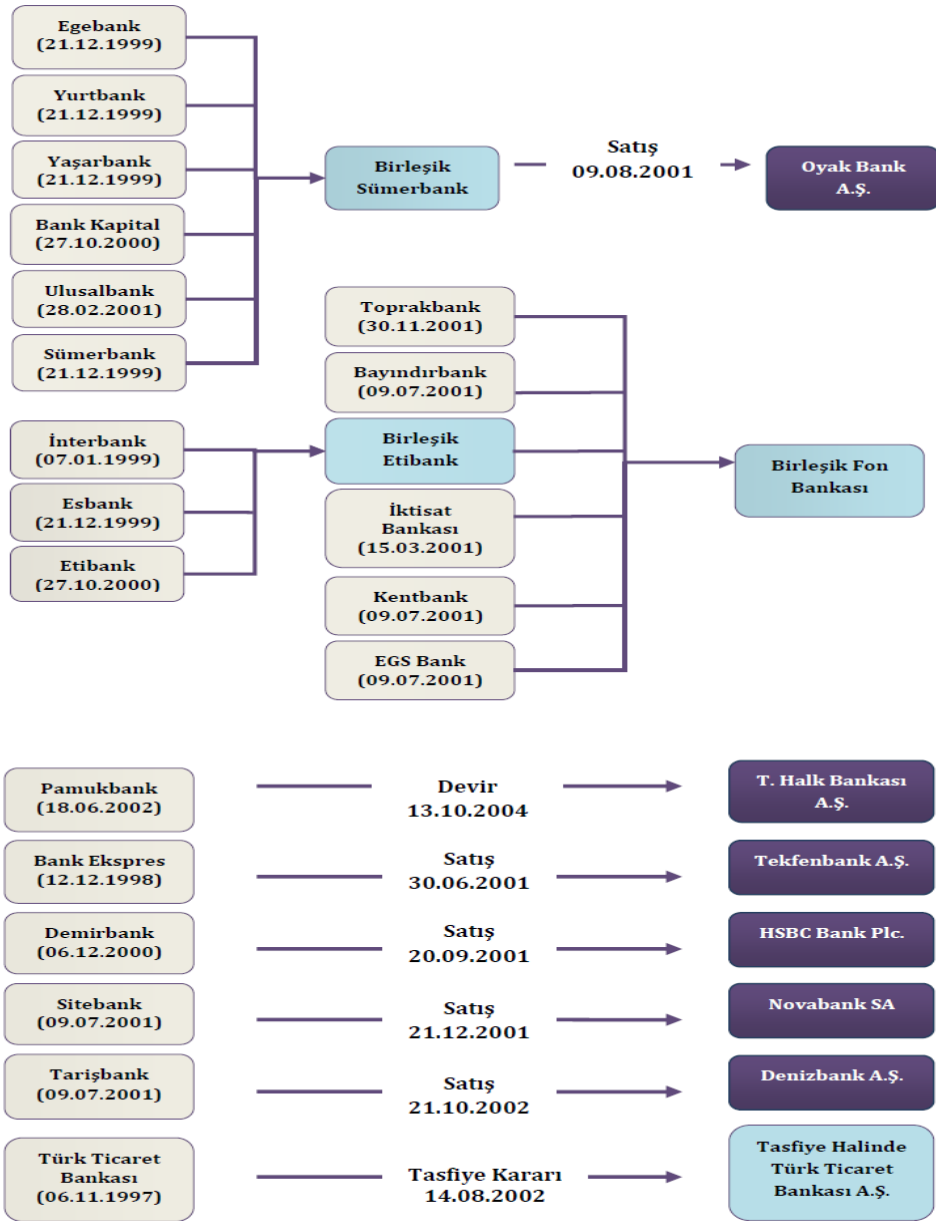 Egebank
(21.12.1999)
Yurtbank
(21.12.1999)
Yaşarbank
(21.12.1999)
Bank Kapital
(27.10.2000)
Ulusalbank
(28.02.2001)
Sümerbank
(21.12.1999)
Birleşik
Sümerbank
Satış
09.08.2001
Oyak Bank
A.Ş.
İnterbank
(07.01.1999)
Esbank
(21.12.1999)
Etibank
(27.10.2000)
Toprakbank
(30.11.2001)
Bayındırbank
(09.07.2001)
Birleşik
Etibank
İktisat
Bankası
(15.03.2001)
Kentbank
(09.07.2001)
EGS Bank
(09.07.2001)
Birleşik Fon
Bankası
Pamukbank
(18.06.2002)
Devir
13.10.2004
T. Halk Bankası
A.Ş.
Bank Ekspres
(12.12.1998)
Satış
30.06.2001
Tekfenbank A.Ş.
Demirbank
(06.12.2000)
Satış
20.09.2001
HSBC Bank Plc.
Sitebank
(09.07.2001)
Satış
21.12.2001
Novabank SA
Tarişbank
(09.07.2001)
Satış
21.10.2002
Denizbank A.Ş.
Türk Ticaret
Bankası
(06.11.1997)
Tasfiye Kararı
14.08.2002
Tasfiye Halinde
Türk Ticaret
Bankası A.Ş.